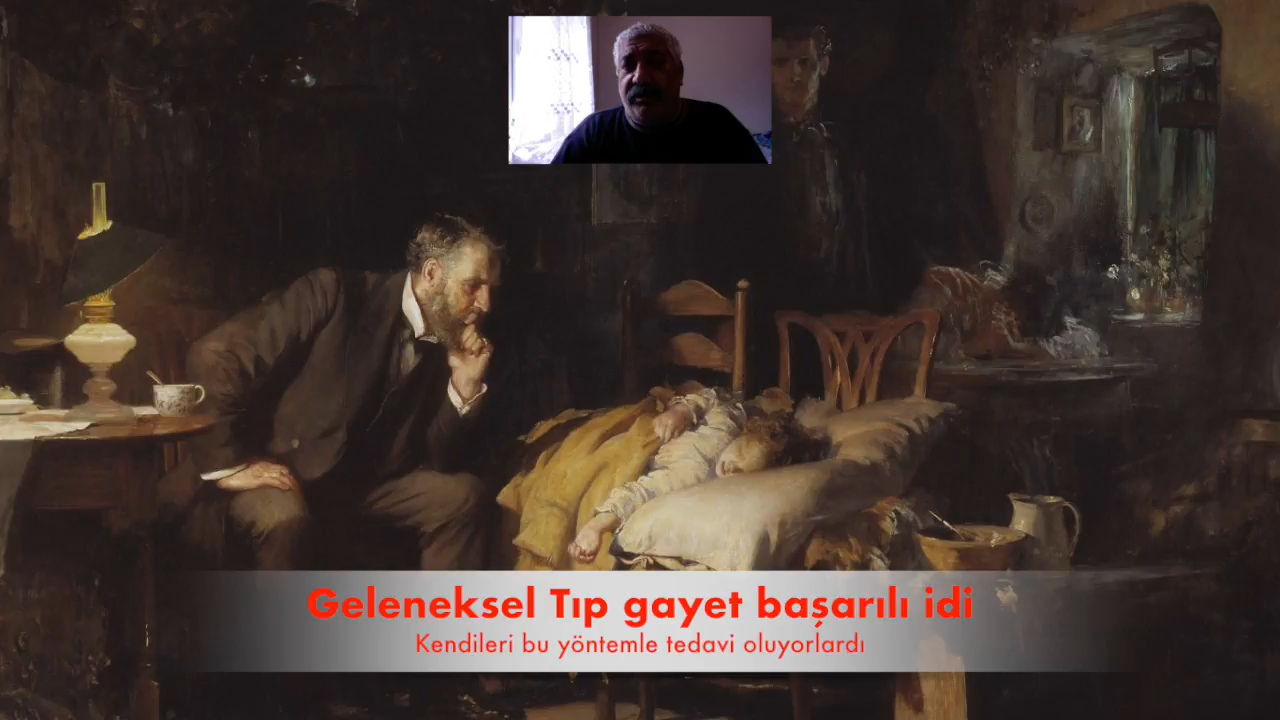 Geleneksel Tıp gayet başarılı idi
Kendileri bu yöntemle tedavi oluyorlardı